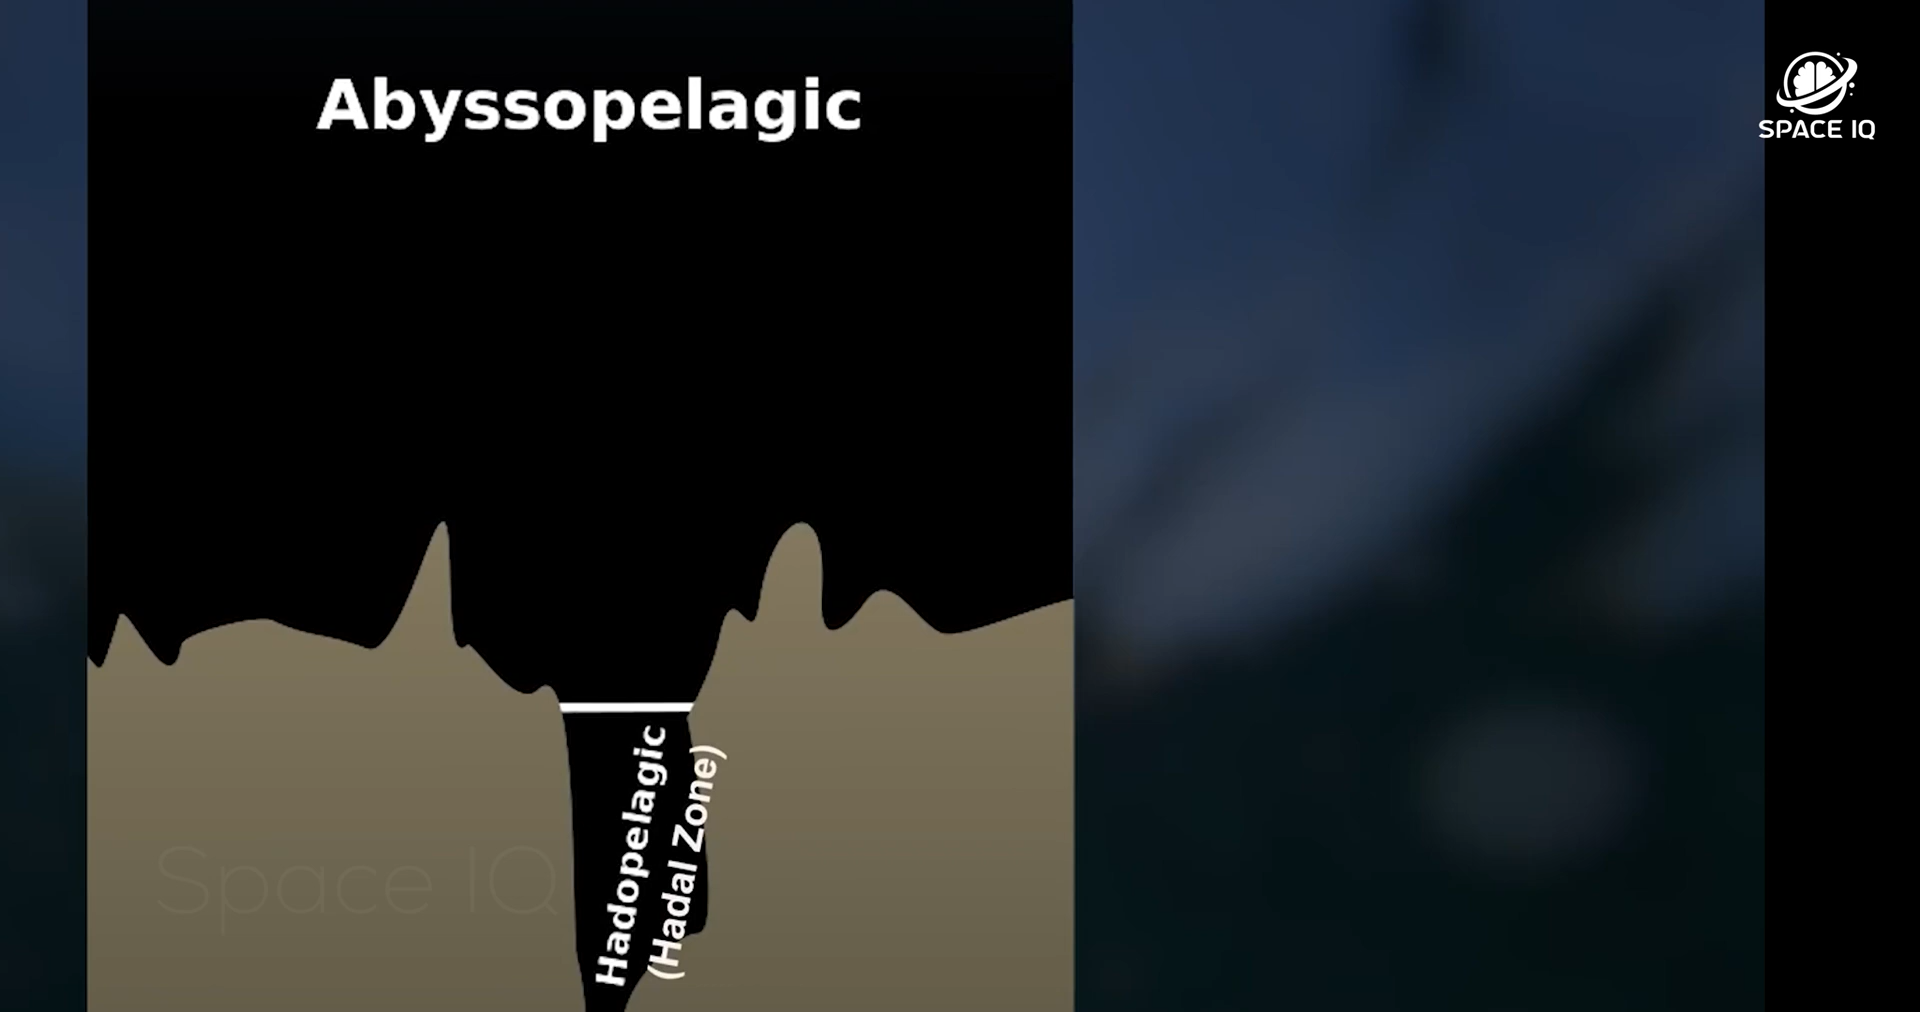 Abyssopelagic
SPACE IQ
Hadopelagic
(Hadal Zone)
Space IQ